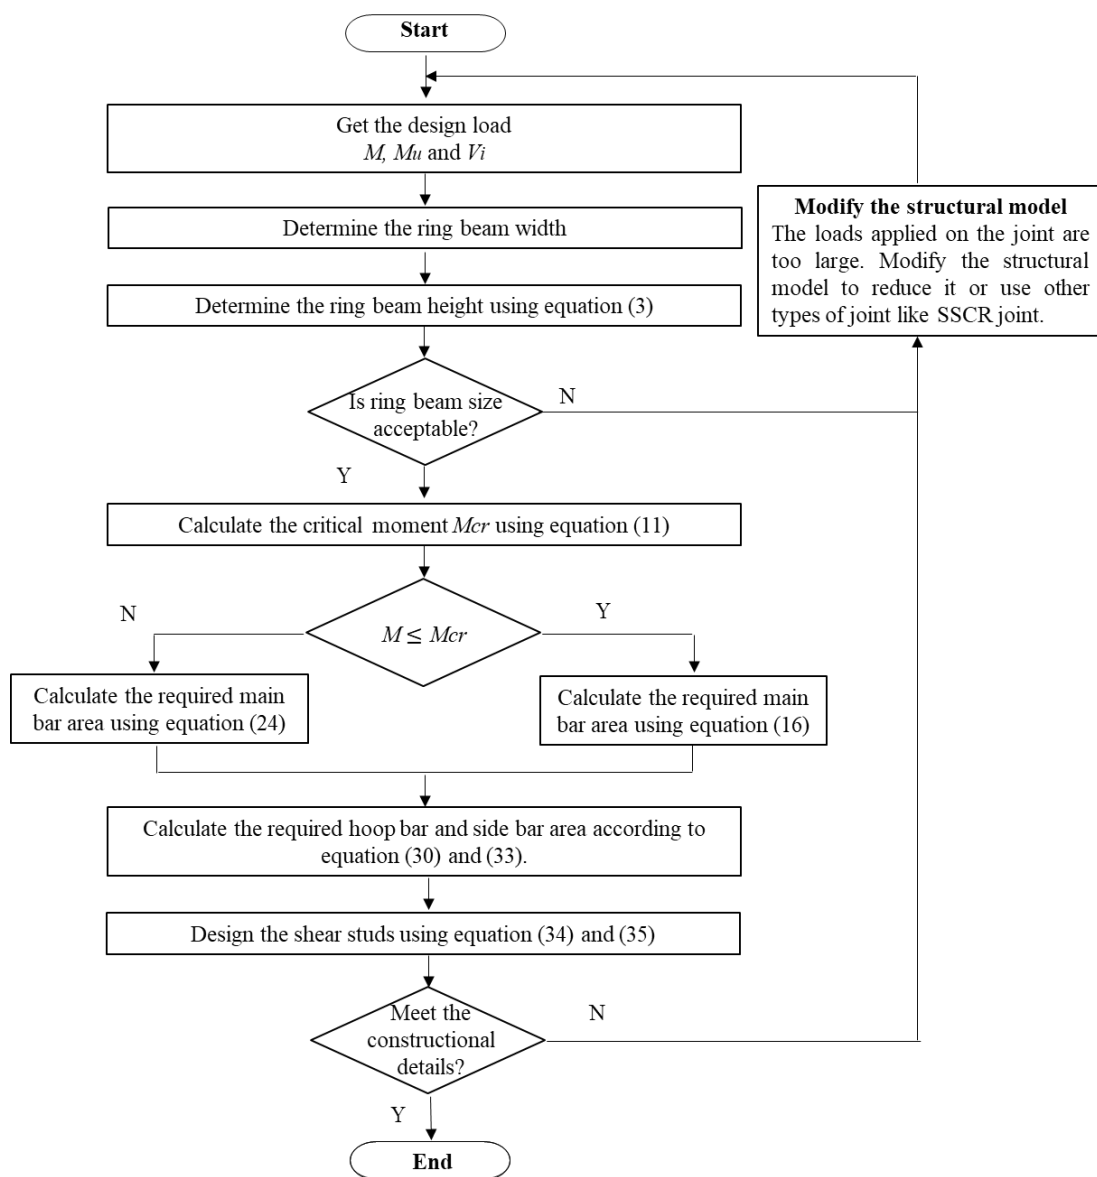 Start
Get the design load
M, Mu and Vi
Determine the ring beam width
Determine the ring beam height using equation (3)
Modify the structural model
The loads applied on the joint are
too large. Modify the structural
model to reduce it or use other
types of joint like SSCR joint.
Is ring beam size
acceptable?
N
Y
Calculate the critical moment Mcr using equation (11)
N
M ≤ Mcr
Y
Calculate the required main
bar area using equation (24)
Calculate the required main
bar area using equation (16)
Calculate the required hoop bar and side bar area according to
equation (30) and (33).
Design the shear studs using equation (34) and (35)
Meet the
constructional
details?
N
Y
End